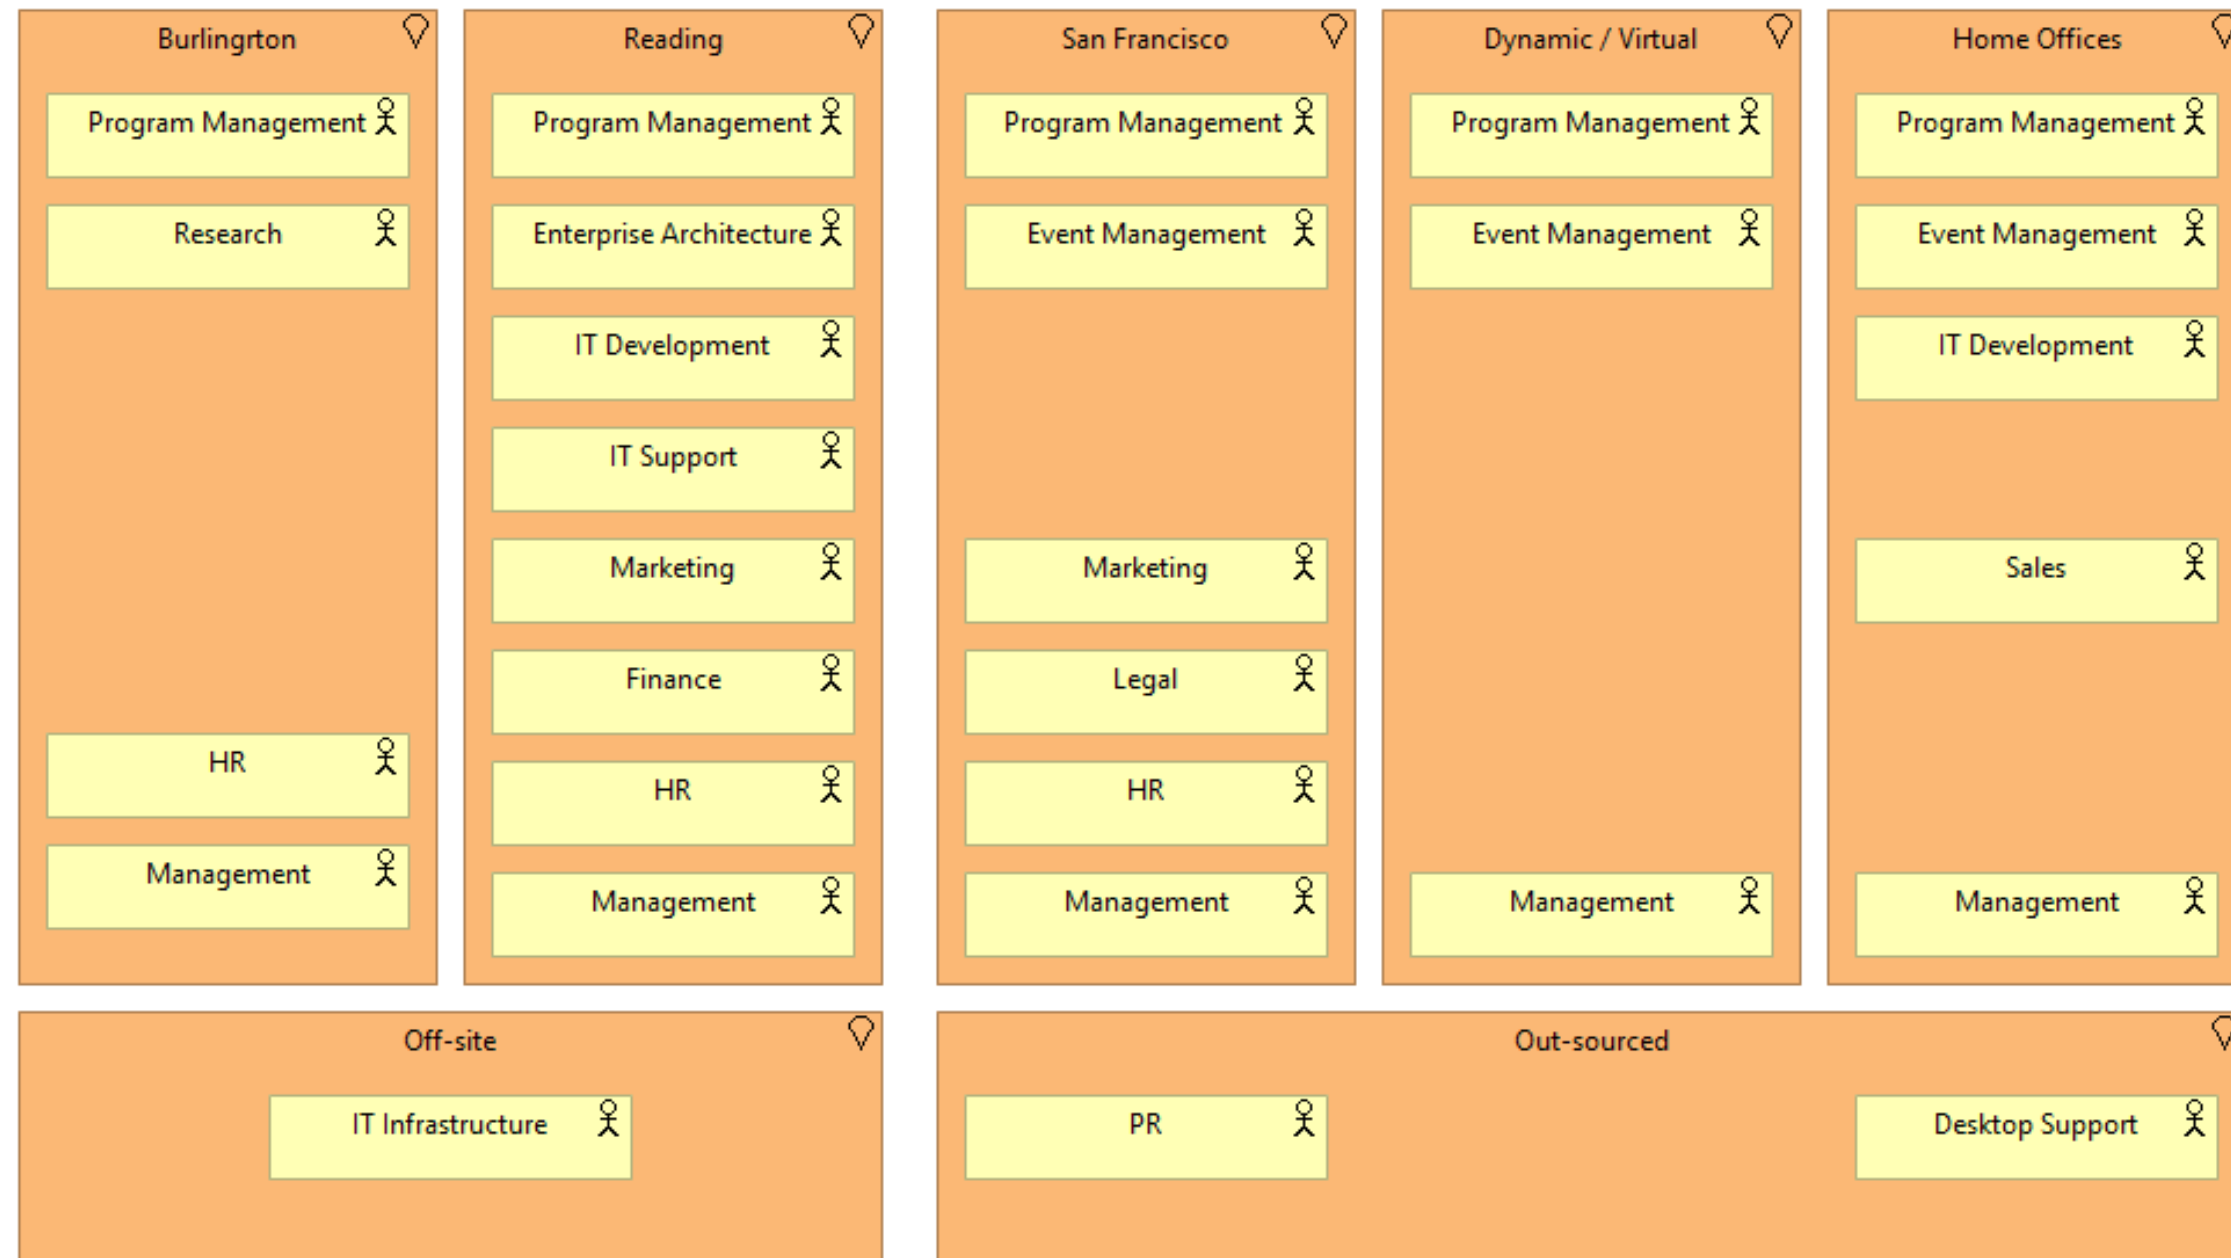 Burlingrton
Program Management
Research
HR
Management
Reading
Program Management
Enterprise Architecture
IT Development
IT Support
Marketing
Finance
HR
Management
San Francisco
Program Management
Event Management
Marketing
Legal
HR
Management
Dynamic / Virtual
Program Management
Event Management
Management
Home Offices
Program Management
Event Management
IT Development
Sales
Management
Off-site
IT Infrastructure
Out-sourced
PR
Desktop Support